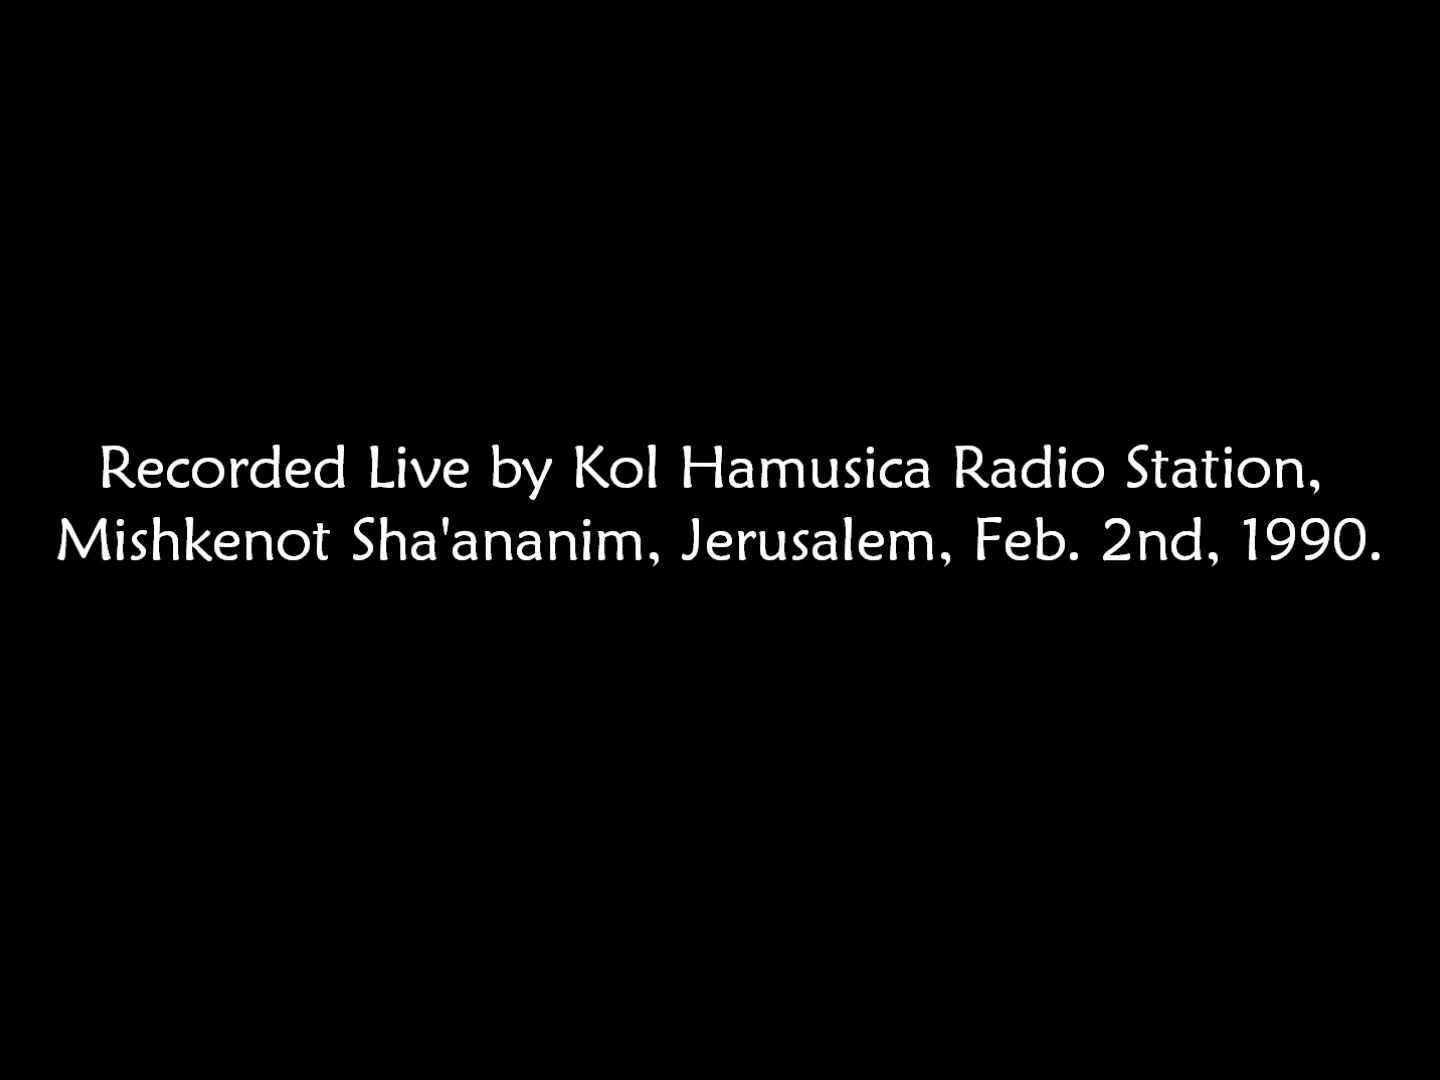 Recorded Live by Kol Hamusica Radio Station,
Mishkenot Sha'ananim, Jerusalem, Feb. 2nd, 1990.